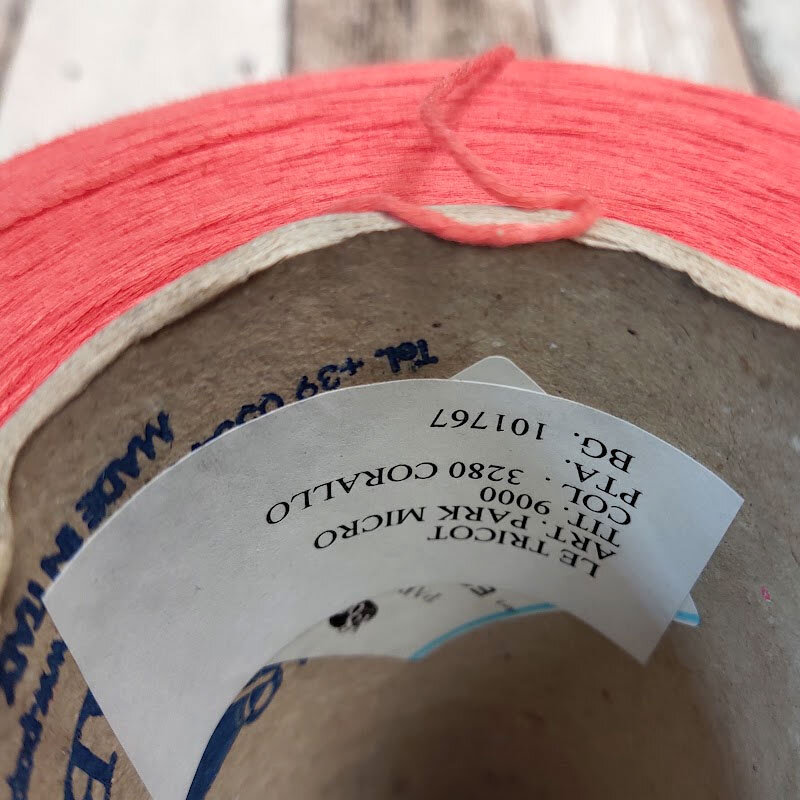 LE TRICOT
ART. PARK MICRO
TIT. 9000
COL . 3280 CORALLO
PTA. .
BG. 101767
Tel. +39
MADE IN ITALY